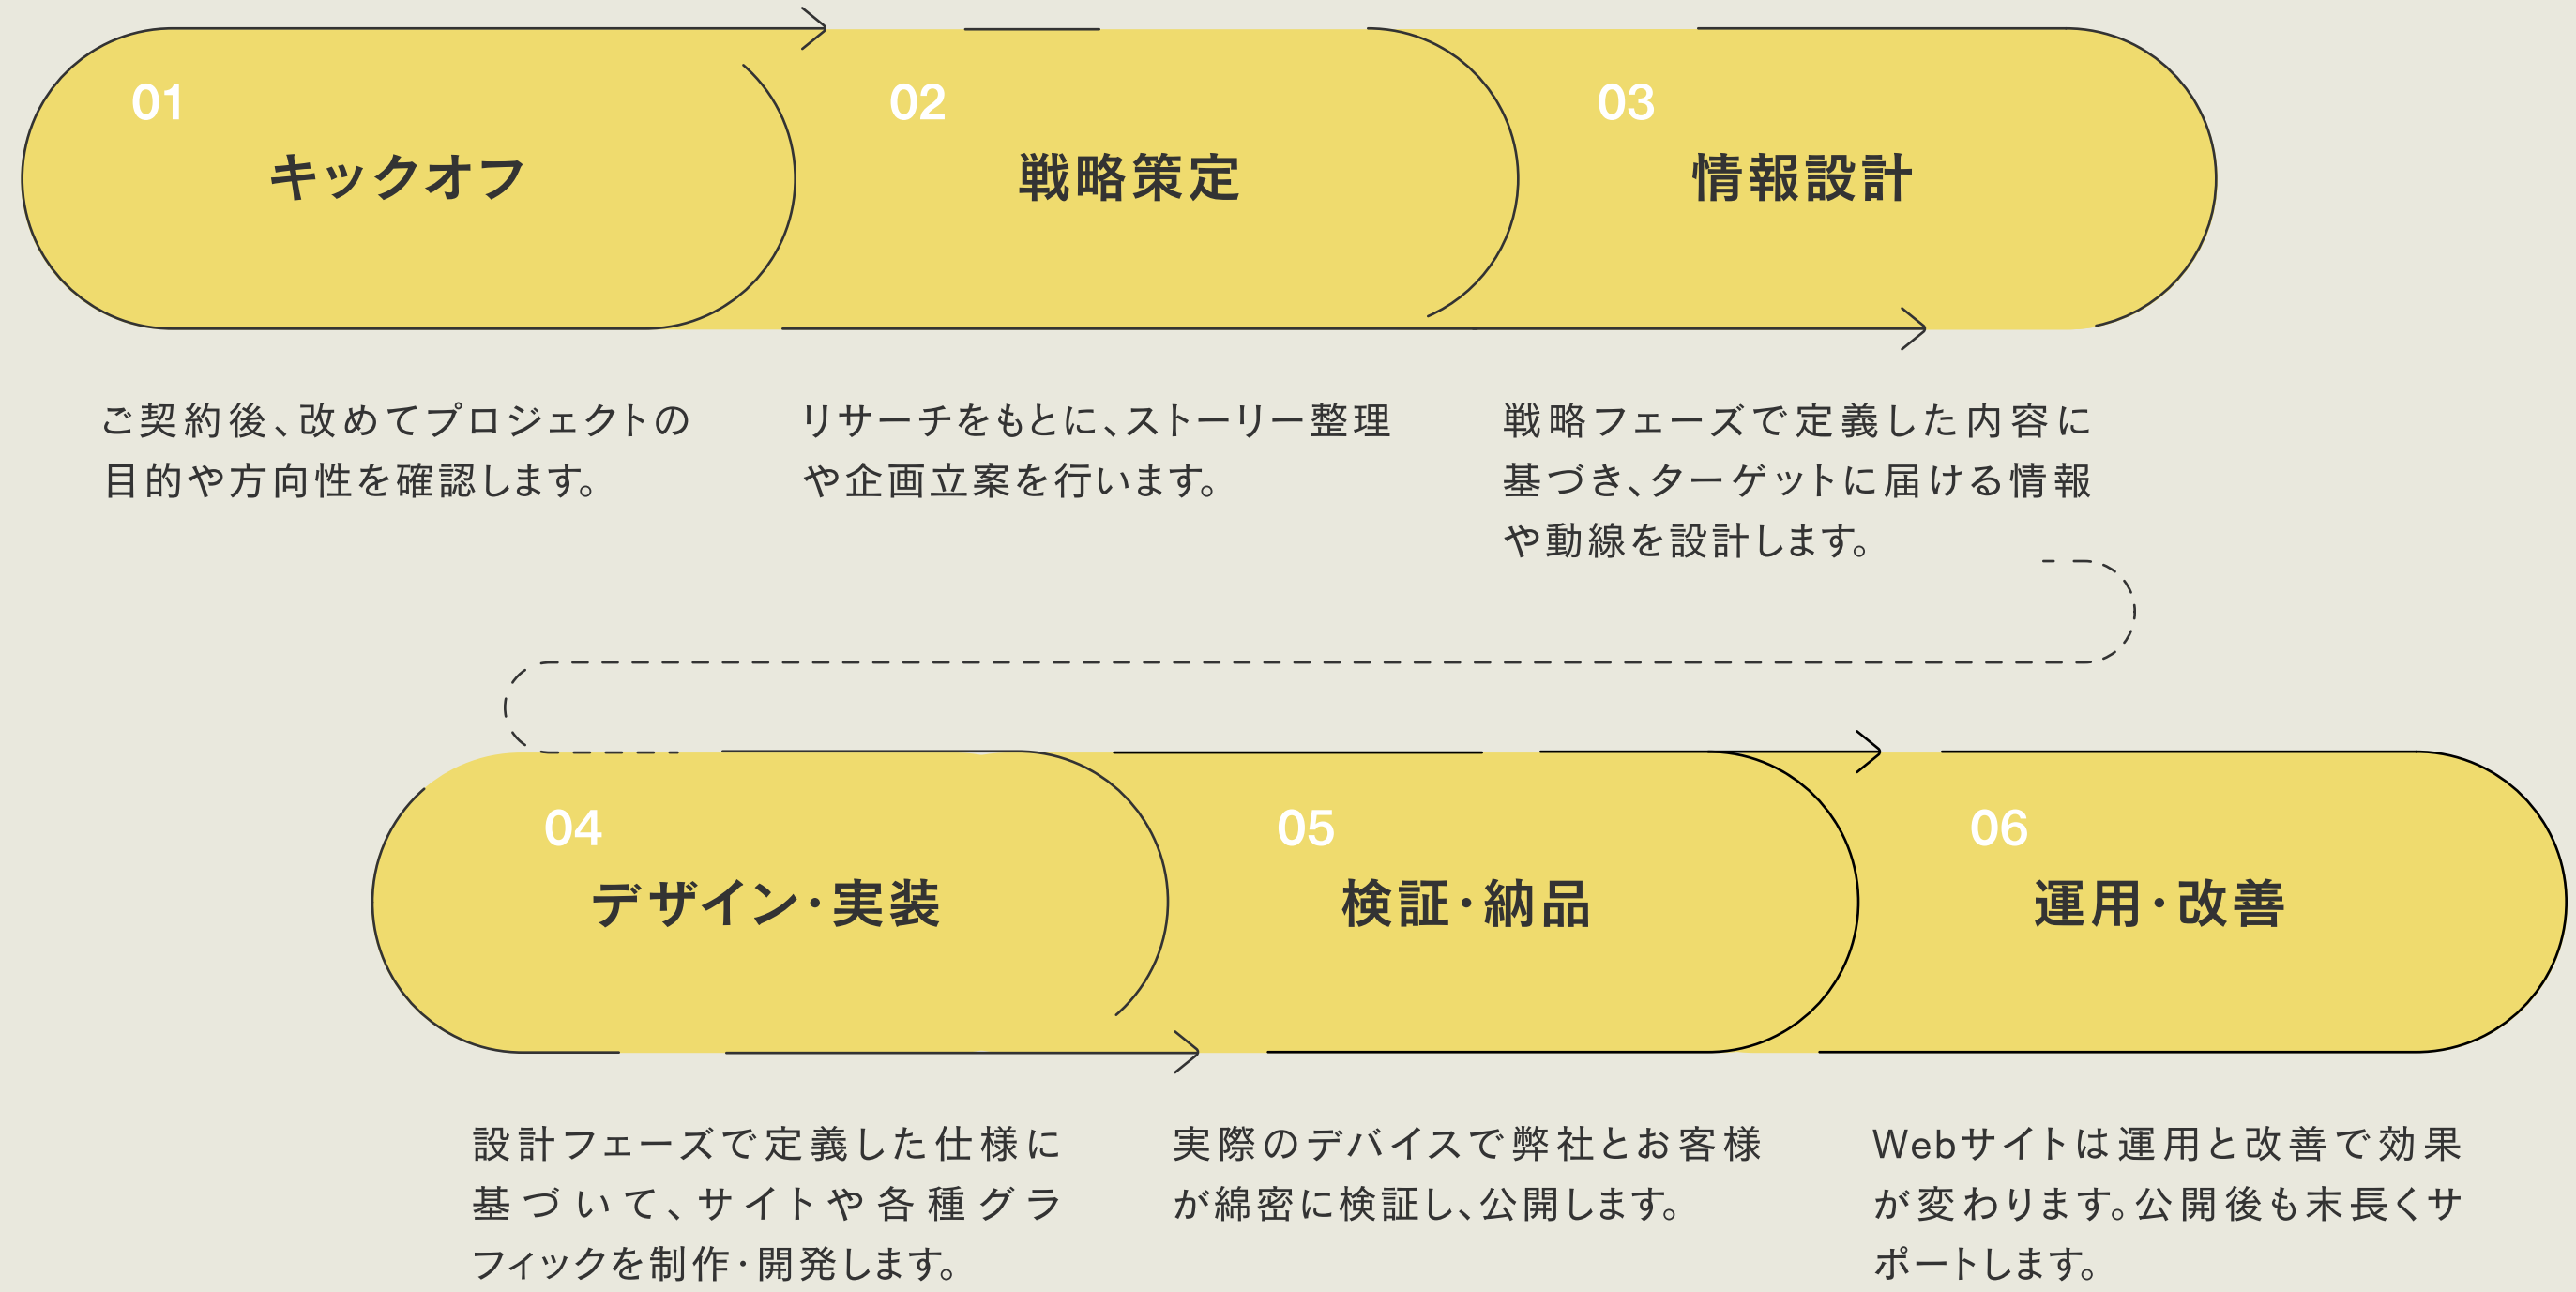 01
キックオフ
ご契約後、改めてプロジェクトの
目的や方向性を確認します。
02
戦略策定
リサーチをもとに、ストーリー整理
や企画立案を行います。
03
情報設計
戦略フェーズで定義した内容に
基づき、ターゲットに届ける情報
や動線を設計します。
04
デザイン・実装
設計フェーズで定義した仕様に
基づいて、サイトや各種グラ
フィックを制作・開発します。
05
検証・納品
実際のデバイスで弊社とお客様
が綿密に検証し、公開します。
06
運用・改善
Webサイトは運用と改善で効果
が変わります。公開後も末長くサ
ポートします。